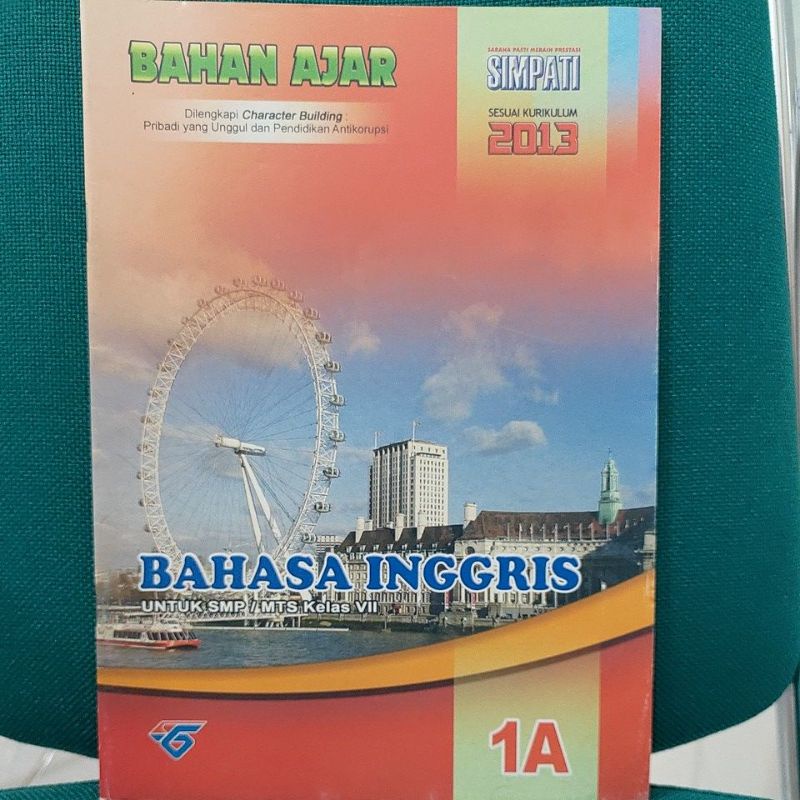 BAHAN AJAR
Dilengkapi Character Building :
Pribadi yang Unggul dan Pendidikan Antikorupsi
SARANA PASTI MERAIH PRESTASI
SIMPATI
SESUAI KURIKULUM
2013
BAHASA INGGRIS
UNTUK SMP / MTS Kelas VII
1A